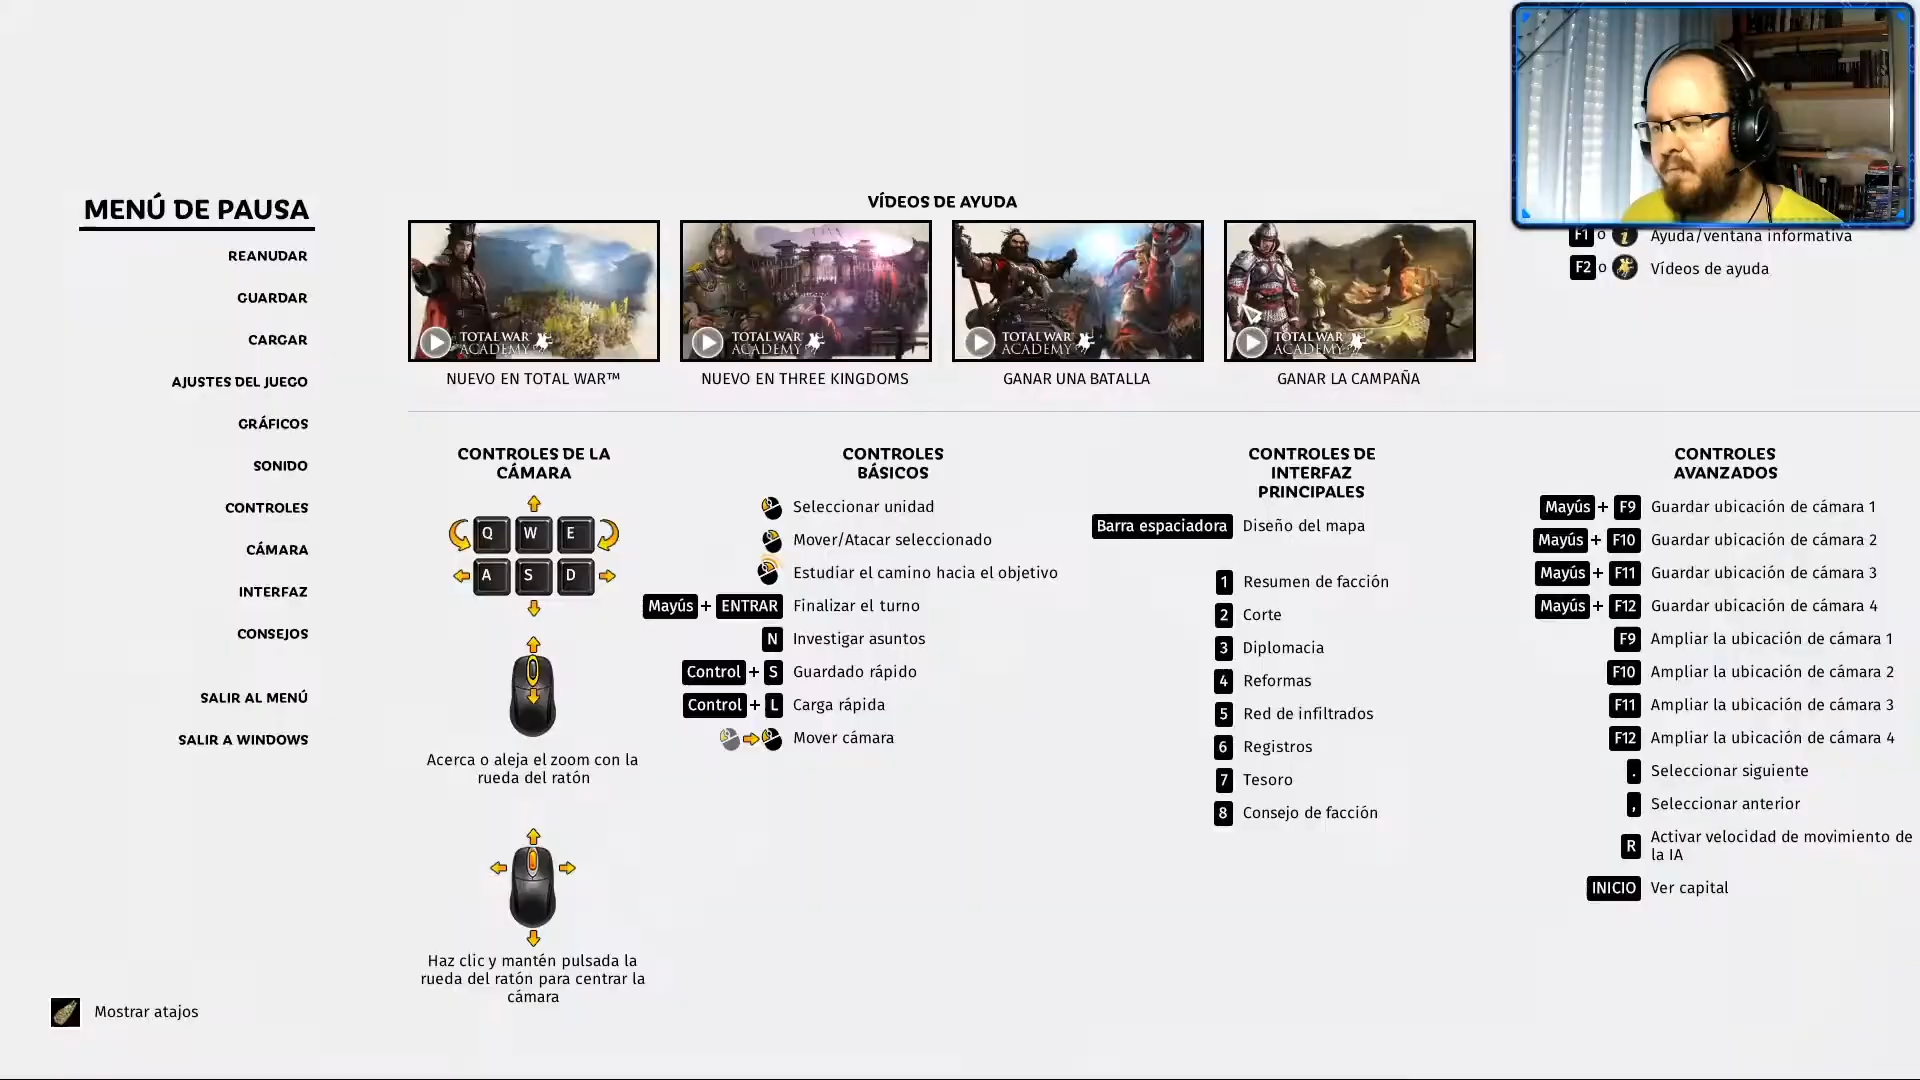 MENÚ DE PAUSA
REANUDAR
GUARDAR
CARGAR
AJUSTES DEL JUEGO
GRÁFICOS
SONIDO
CONTROLES
CÁMARA
INTERFAZ
CONSEJOS
SALIR AL MENÚ
SALIR A WINDOWS
Mostrar atajos
VÍDEOS DE AYUDA
TOTAL WAR
ACADEMY
NUEVO EN TOTAL WAR™
TOTAL WAR
ACADEMY
NUEVO EN THREE KINGDOMS
TOTAL WAR
ACADEMY
GANAR UNA BATALLA
TOTAL WAR
ACADEMY
GANAR LA CAMPAÑA
F1 o Ayuda/ventana informativa
F2 o Vídeos de ayuda
CONTROLES DE LA
CÁMARA
Q W E
A S D
Acerca o aleja el zoom con la
rueda del ratón
Haz clic y mantén pulsada la
rueda del ratón para centrar la
cámara
CONTROLES
BÁSICOS
Seleccionar unidad
Mover/Atacar seleccionado
Estudiar el camino hacia el objetivo
Mayús + ENTRAR Finalizar el turno
N Investigar asuntos
Control + S Guardado rápido
Control + L Carga rápida
Mover cámara
CONTROLES DE
INTERFAZ
PRINCIPALES
Barra espaciadora Diseño del mapa
1 Resumen de facción
2 Corte
3 Diplomacia
4 Reformas
5 Red de infiltrados
6 Registros
7 Tesoro
8 Consejo de facción
CONTROLES
AVANZADOS
Mayús + F9 Guardar ubicación de cámara 1
Mayús + F10 Guardar ubicación de cámara 2
Mayús + F11 Guardar ubicación de cámara 3
Mayús + F12 Guardar ubicación de cámara 4
F9 Ampliar la ubicación de cámara 1
F10 Ampliar la ubicación de cámara 2
F11 Ampliar la ubicación de cámara 3
F12 Ampliar la ubicación de cámara 4
. Seleccionar siguiente
, Seleccionar anterior
R Activar velocidad de movimiento de
la IA
INICIO Ver capital